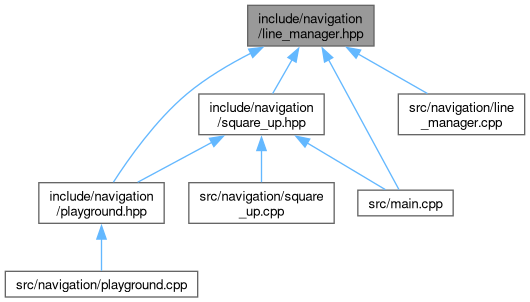 include/navigation
/line_manager.hpp
include/navigation
/square_up.hpp
src/navigation/line
_manager.cpp
include/navigation
/playground.hpp
src/navigation/square
_up.cpp
src/main.cpp
src/navigation/playground.cpp